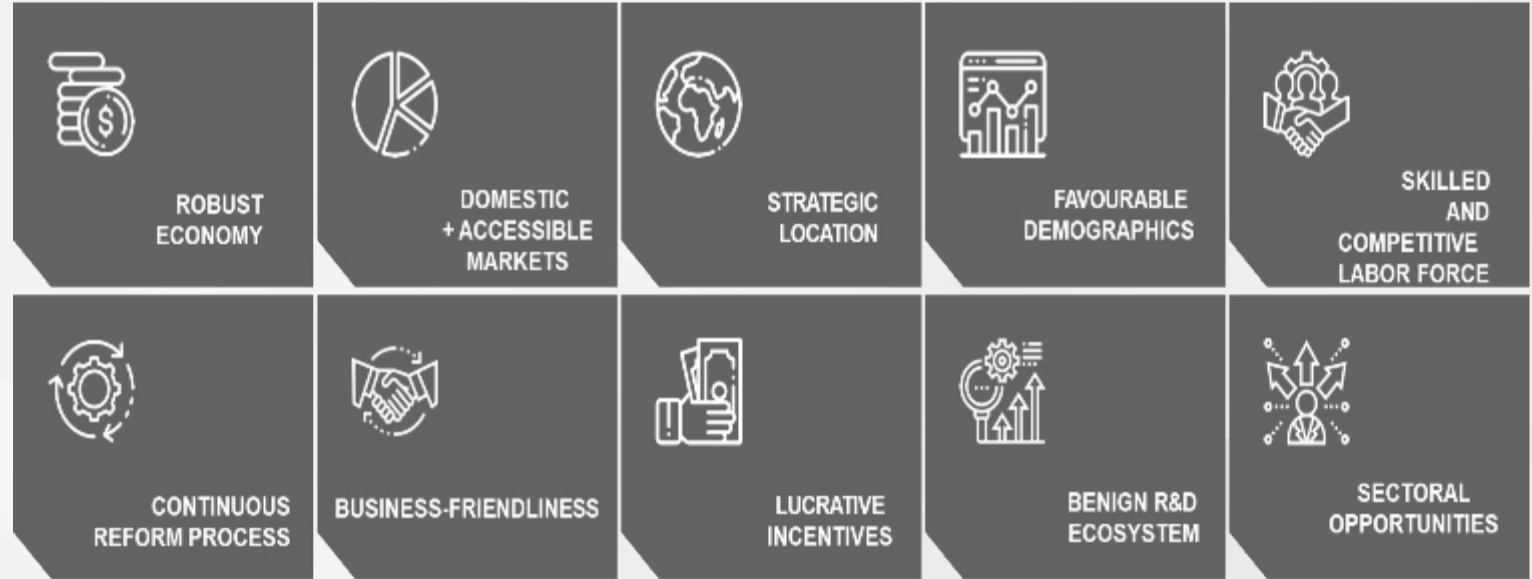 ROBUST
ECONOMY
DOMESTIC
+ ACCESSIBLE
MARKETS
STRATEGIC
LOCATION
FAVOURABLE
DEMOGRAPHICS
SKILLED
AND
COMPETITIVE
LABOR FORCE
CONTINUOUS
REFORM PROCESS
BUSINESS-FRIENDLINESS
LUCRATIVE
INCENTIVES
BENIGN R&D
ECOSYSTEM
SECTORAL
OPPORTUNITIES